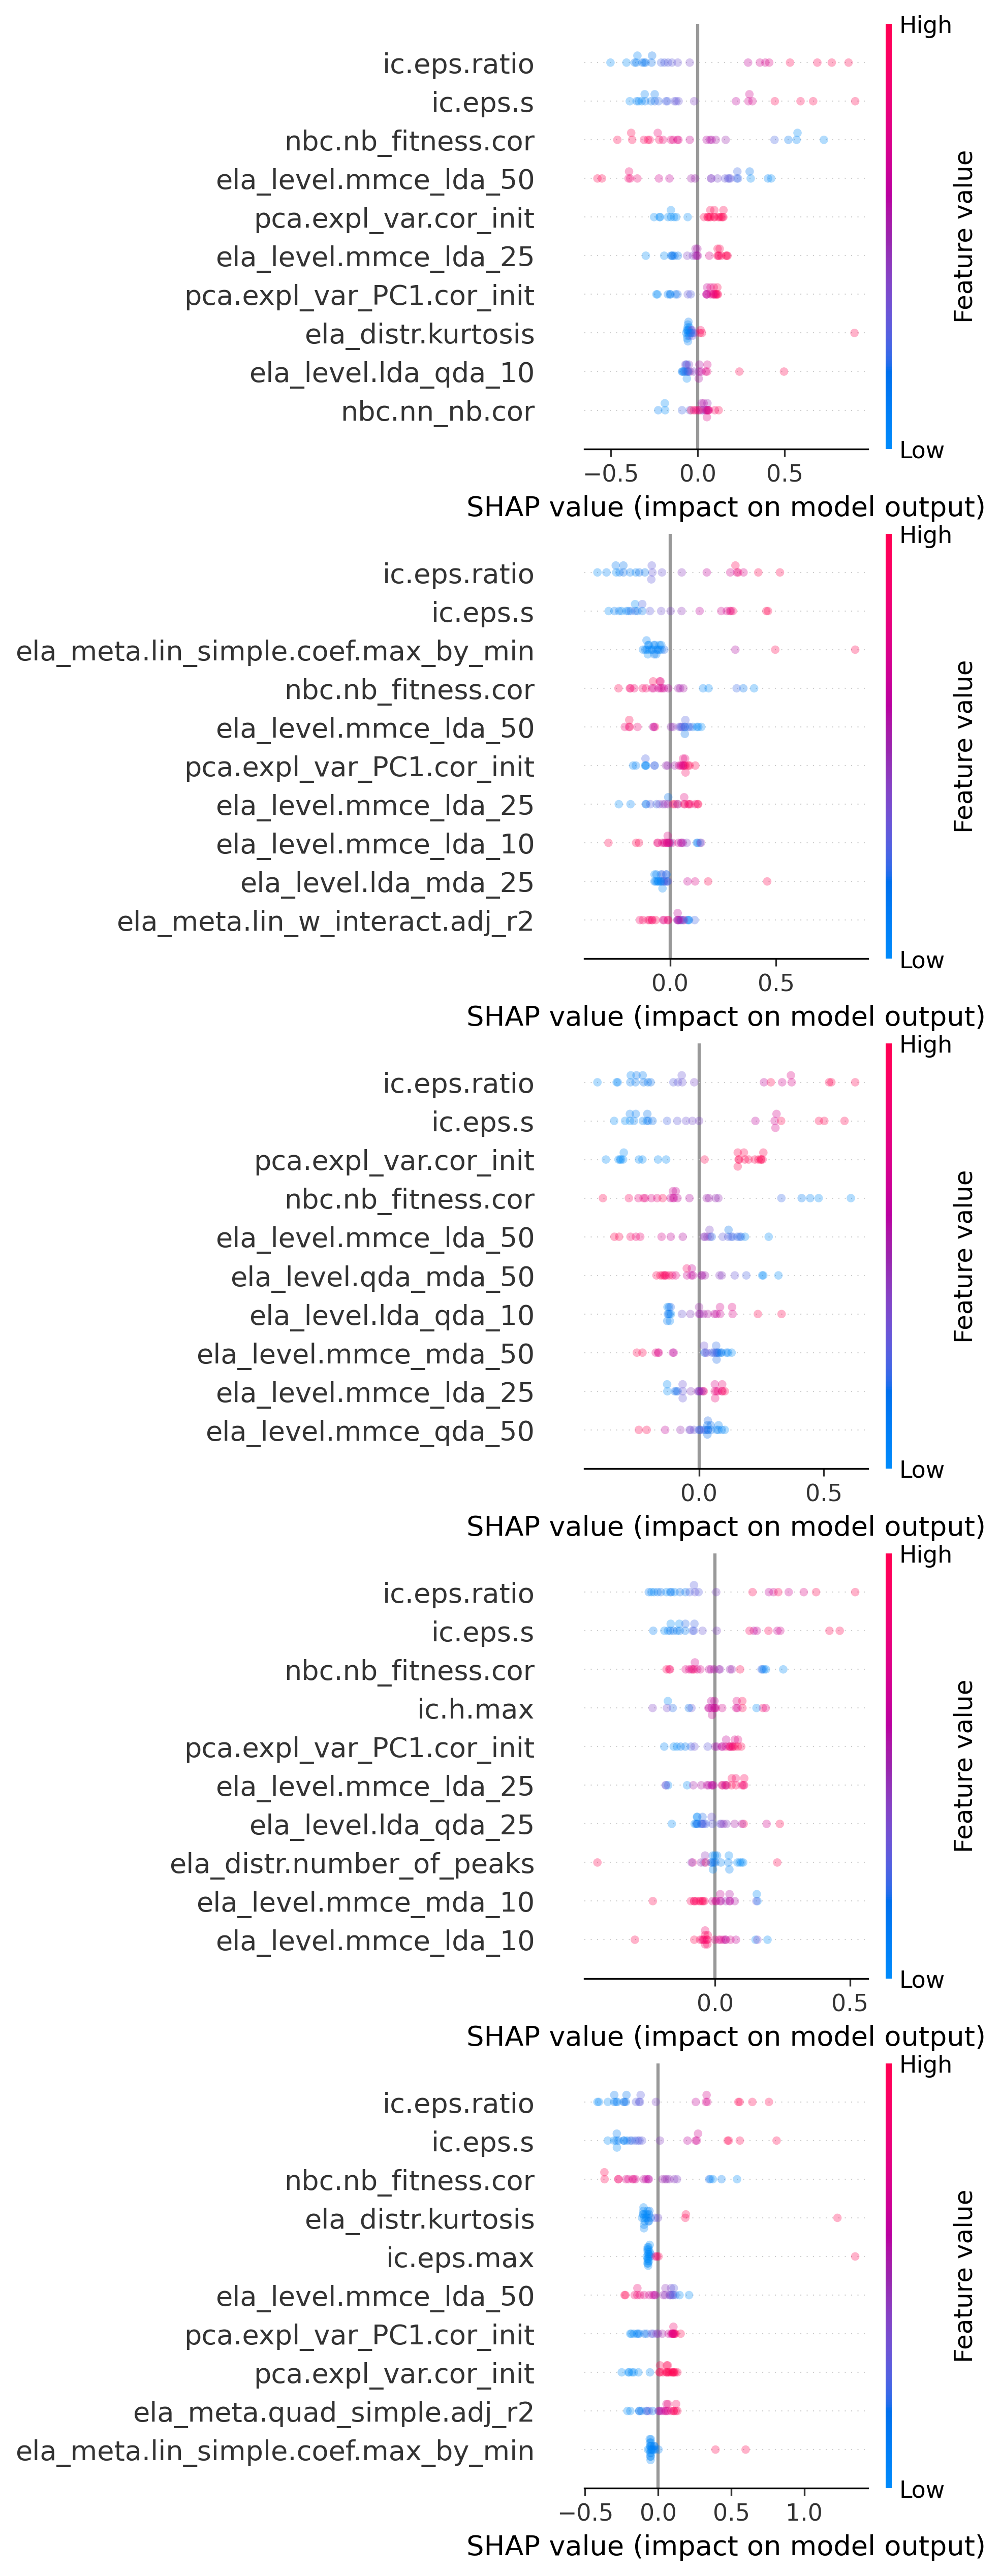 High
ic.eps.ratio
ic.eps.s
nbc.nb_fitness.cor
ela_level.mmce_lda_50
pca.expl_var.cor_init
ela_level.mmce_lda_25
pca.expl_var_PC1.cor_init
ela_distr.kurtosis
ela_level.lda_qda_10
nbc.nn_nb.cor
Feature value
Low
−0.5 0.0 0.5
SHAP value (impact on model output)
High
ic.eps.ratio
ic.eps.s
ela_meta.lin_simple.coef.max_by_min
nbc.nb_fitness.cor
ela_level.mmce_lda_50
pca.expl_var_PC1.cor_init
ela_level.mmce_lda_25
ela_level.mmce_lda_10
ela_level.lda_mda_25
ela_meta.lin_w_interact.adj_r2
Feature value
Low
0.0 0.5
SHAP value (impact on model output)
High
ic.eps.ratio
ic.eps.s
pca.expl_var.cor_init
nbc.nb_fitness.cor
ela_level.mmce_lda_50
ela_level.qda_mda_50
ela_level.lda_qda_10
ela_level.mmce_mda_50
ela_level.mmce_lda_25
ela_level.mmce_qda_50
Feature value
Low
0.0 0.5
SHAP value (impact on model output)
High
ic.eps.ratio
ic.eps.s
nbc.nb_fitness.cor
ic.h.max
pca.expl_var_PC1.cor_init
ela_level.mmce_lda_25
ela_level.lda_qda_25
ela_distr.number_of_peaks
ela_level.mmce_mda_10
ela_level.mmce_lda_10
Feature value
Low
0.0 0.5
SHAP value (impact on model output)
High
ic.eps.ratio
ic.eps.s
nbc.nb_fitness.cor
ela_distr.kurtosis
ic.eps.max
ela_level.mmce_lda_50
pca.expl_var_PC1.cor_init
pca.expl_var.cor_init
ela_meta.quad_simple.adj_r2
ela_meta.lin_simple.coef.max_by_min
Feature value
Low
−0.5 0.0 0.5 1.0
SHAP value (impact on model output)